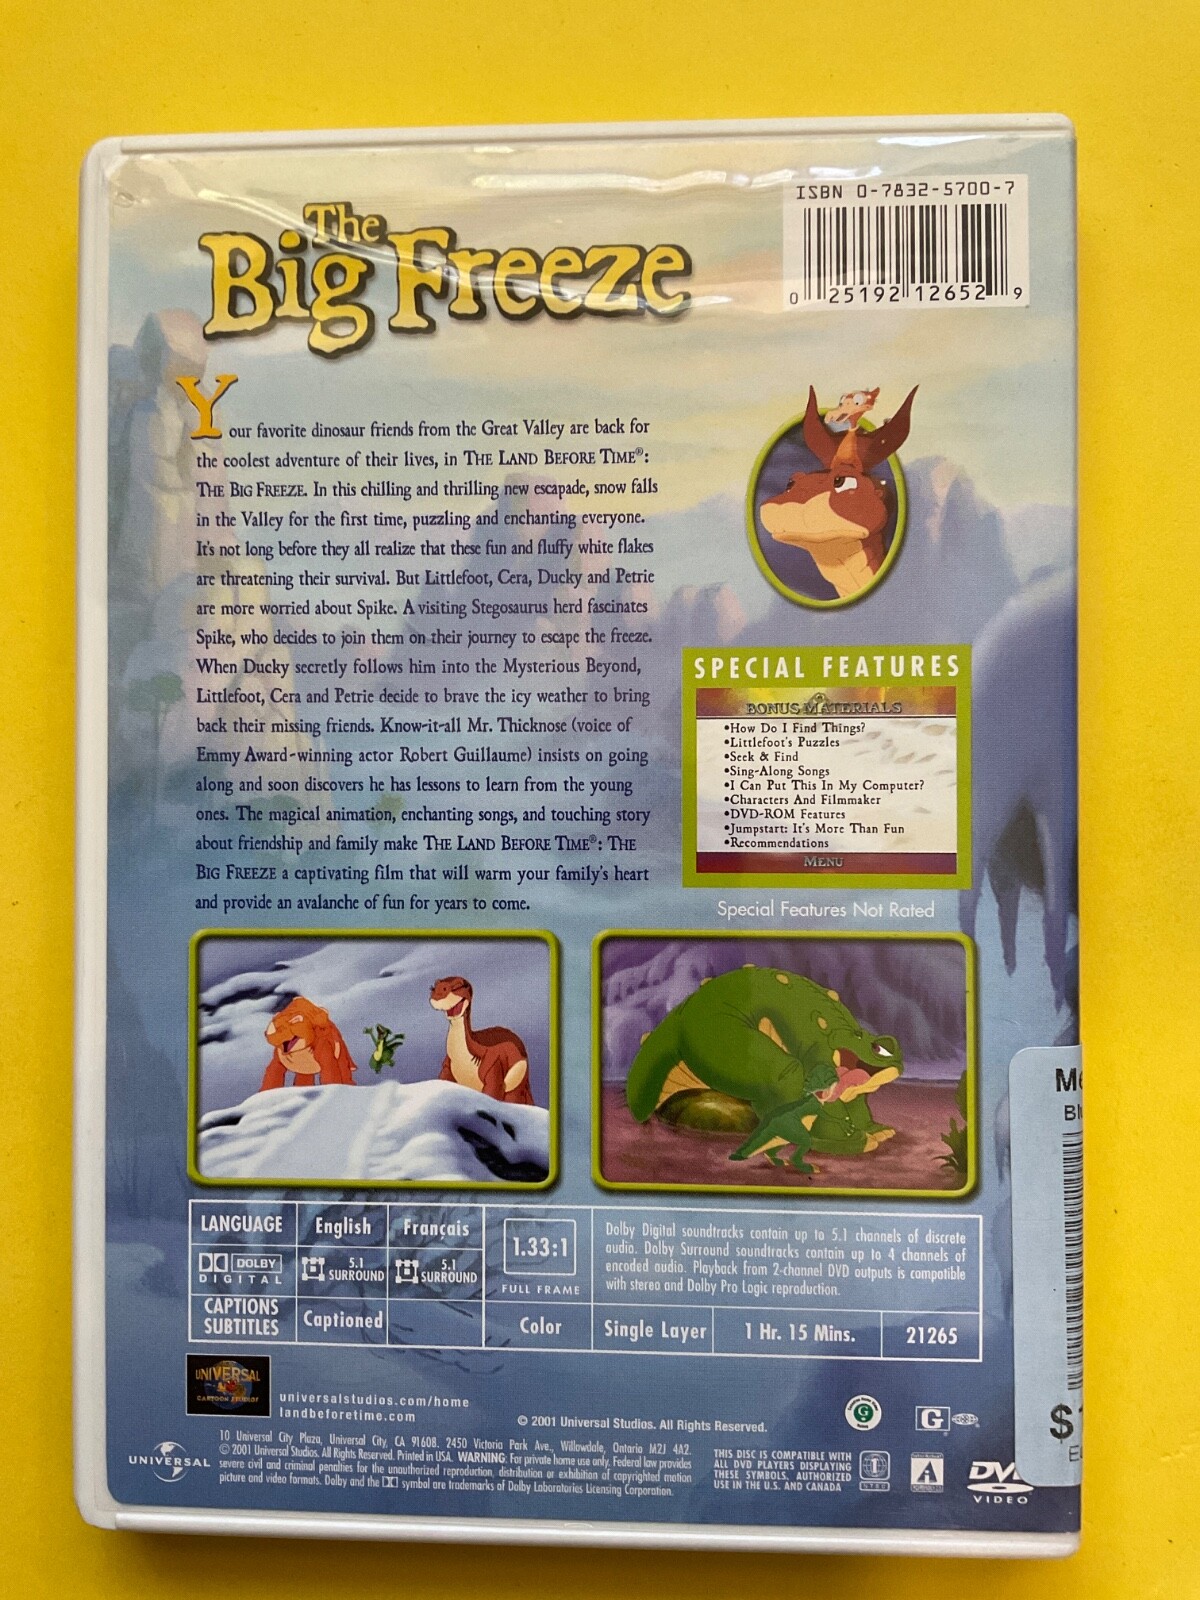 ISBN 0-7832-5700-7
0 25192 12652 9
The
Big Freeze
Your favorite dinosaur friends from the Great Valley are back for
the coolest adventure of their lives, in THE LAND BEFORE TIME®:
THE BIG FREEZE. In this chilling and thrilling new escapade, snow falls
in the Valley for the first time, puzzling and enchanting everyone.
It's not long before they all realize that these fun and fluffy white flakes
are threatening their survival. But Littlefoot, Cera, Ducky and Petrie
are more worried about Spike. A visiting Stegosaurus herd fascinates
Spike, who decides to join them on their journey to escape the freeze.
When Ducky secretly follows him into the Mysterious Beyond,
Littlefoot, Cera and Petrie decide to brave the icy weather to bring
back their missing friends. Know-it-all Mr. Thicknose (voice of
Emmy Award-winning actor Robert Guillaume) insists on going
along and soon discovers he has lessons to learn from the young
ones. The magical animation, enchanting songs, and touching story
about friendship and family make THE LAND BEFORE TIME®: THE
BIG FREEZE a captivating film that will warm your family's heart
and provide an avalanche of fun for years to come.
SPECIAL FEATURES
BONUS MATERIALS
•How Do I Find Things?
•Littlefoot's Puzzles
•Seek & Find
•Sing-Along Songs
•I Can Put This In My Computer?
•Characters And Filmmaker
•DVD-ROM Features
•Jumpstart: It's More Than Fun
•Recommendations
MENU
Special Features Not Rated
LANGUAGE English Français
DOLBY DIGITAL 5.1 SURROUND 5.1 SURROUND
CAPTIONS SUBTITLES Captioned
1.33:1
FULL FRAME
Dolby Digital soundtracks contain up to 5.1 channels of discrete
audio. Dolby Surround soundtracks contain up to 4 channels of
encoded audio. Playback from 2-channel DVD outputs is compatible
with stereo and Dolby Pro Logic reproduction.
Color Single Layer 1 Hr. 15 Mins. 21265
UNIVERSAL
CARTOON STUDIOS
universalstudios.com/home
landbeforetime.com
© 2001 Universal Studios. All Rights Reserved.
G
G
UNIVERSAL
10 Universal City Plaza, Universal City, CA 91608. 2450 Victoria Park Ave., Willowdale, Ontario M2J 4A2.
© 2001 Universal Studios. All Rights Reserved. Printed in USA. WARNING: For private home use only. Federal law provides
severe civil and criminal penalties for the unauthorized reproduction, distribution or exhibition of copyrighted motion
picture and video formats. Dolby and the symbol are trademarks of Dolby Laboratories Licensing Corporation.
THIS DISC IS COMPATIBLE WITH
ALL DVD PLAYERS DISPLAYING
THESE SYMBOLS. AUTHORIZED
USE IN THE U.S. AND CANADA
1
NTSC
VIDEO